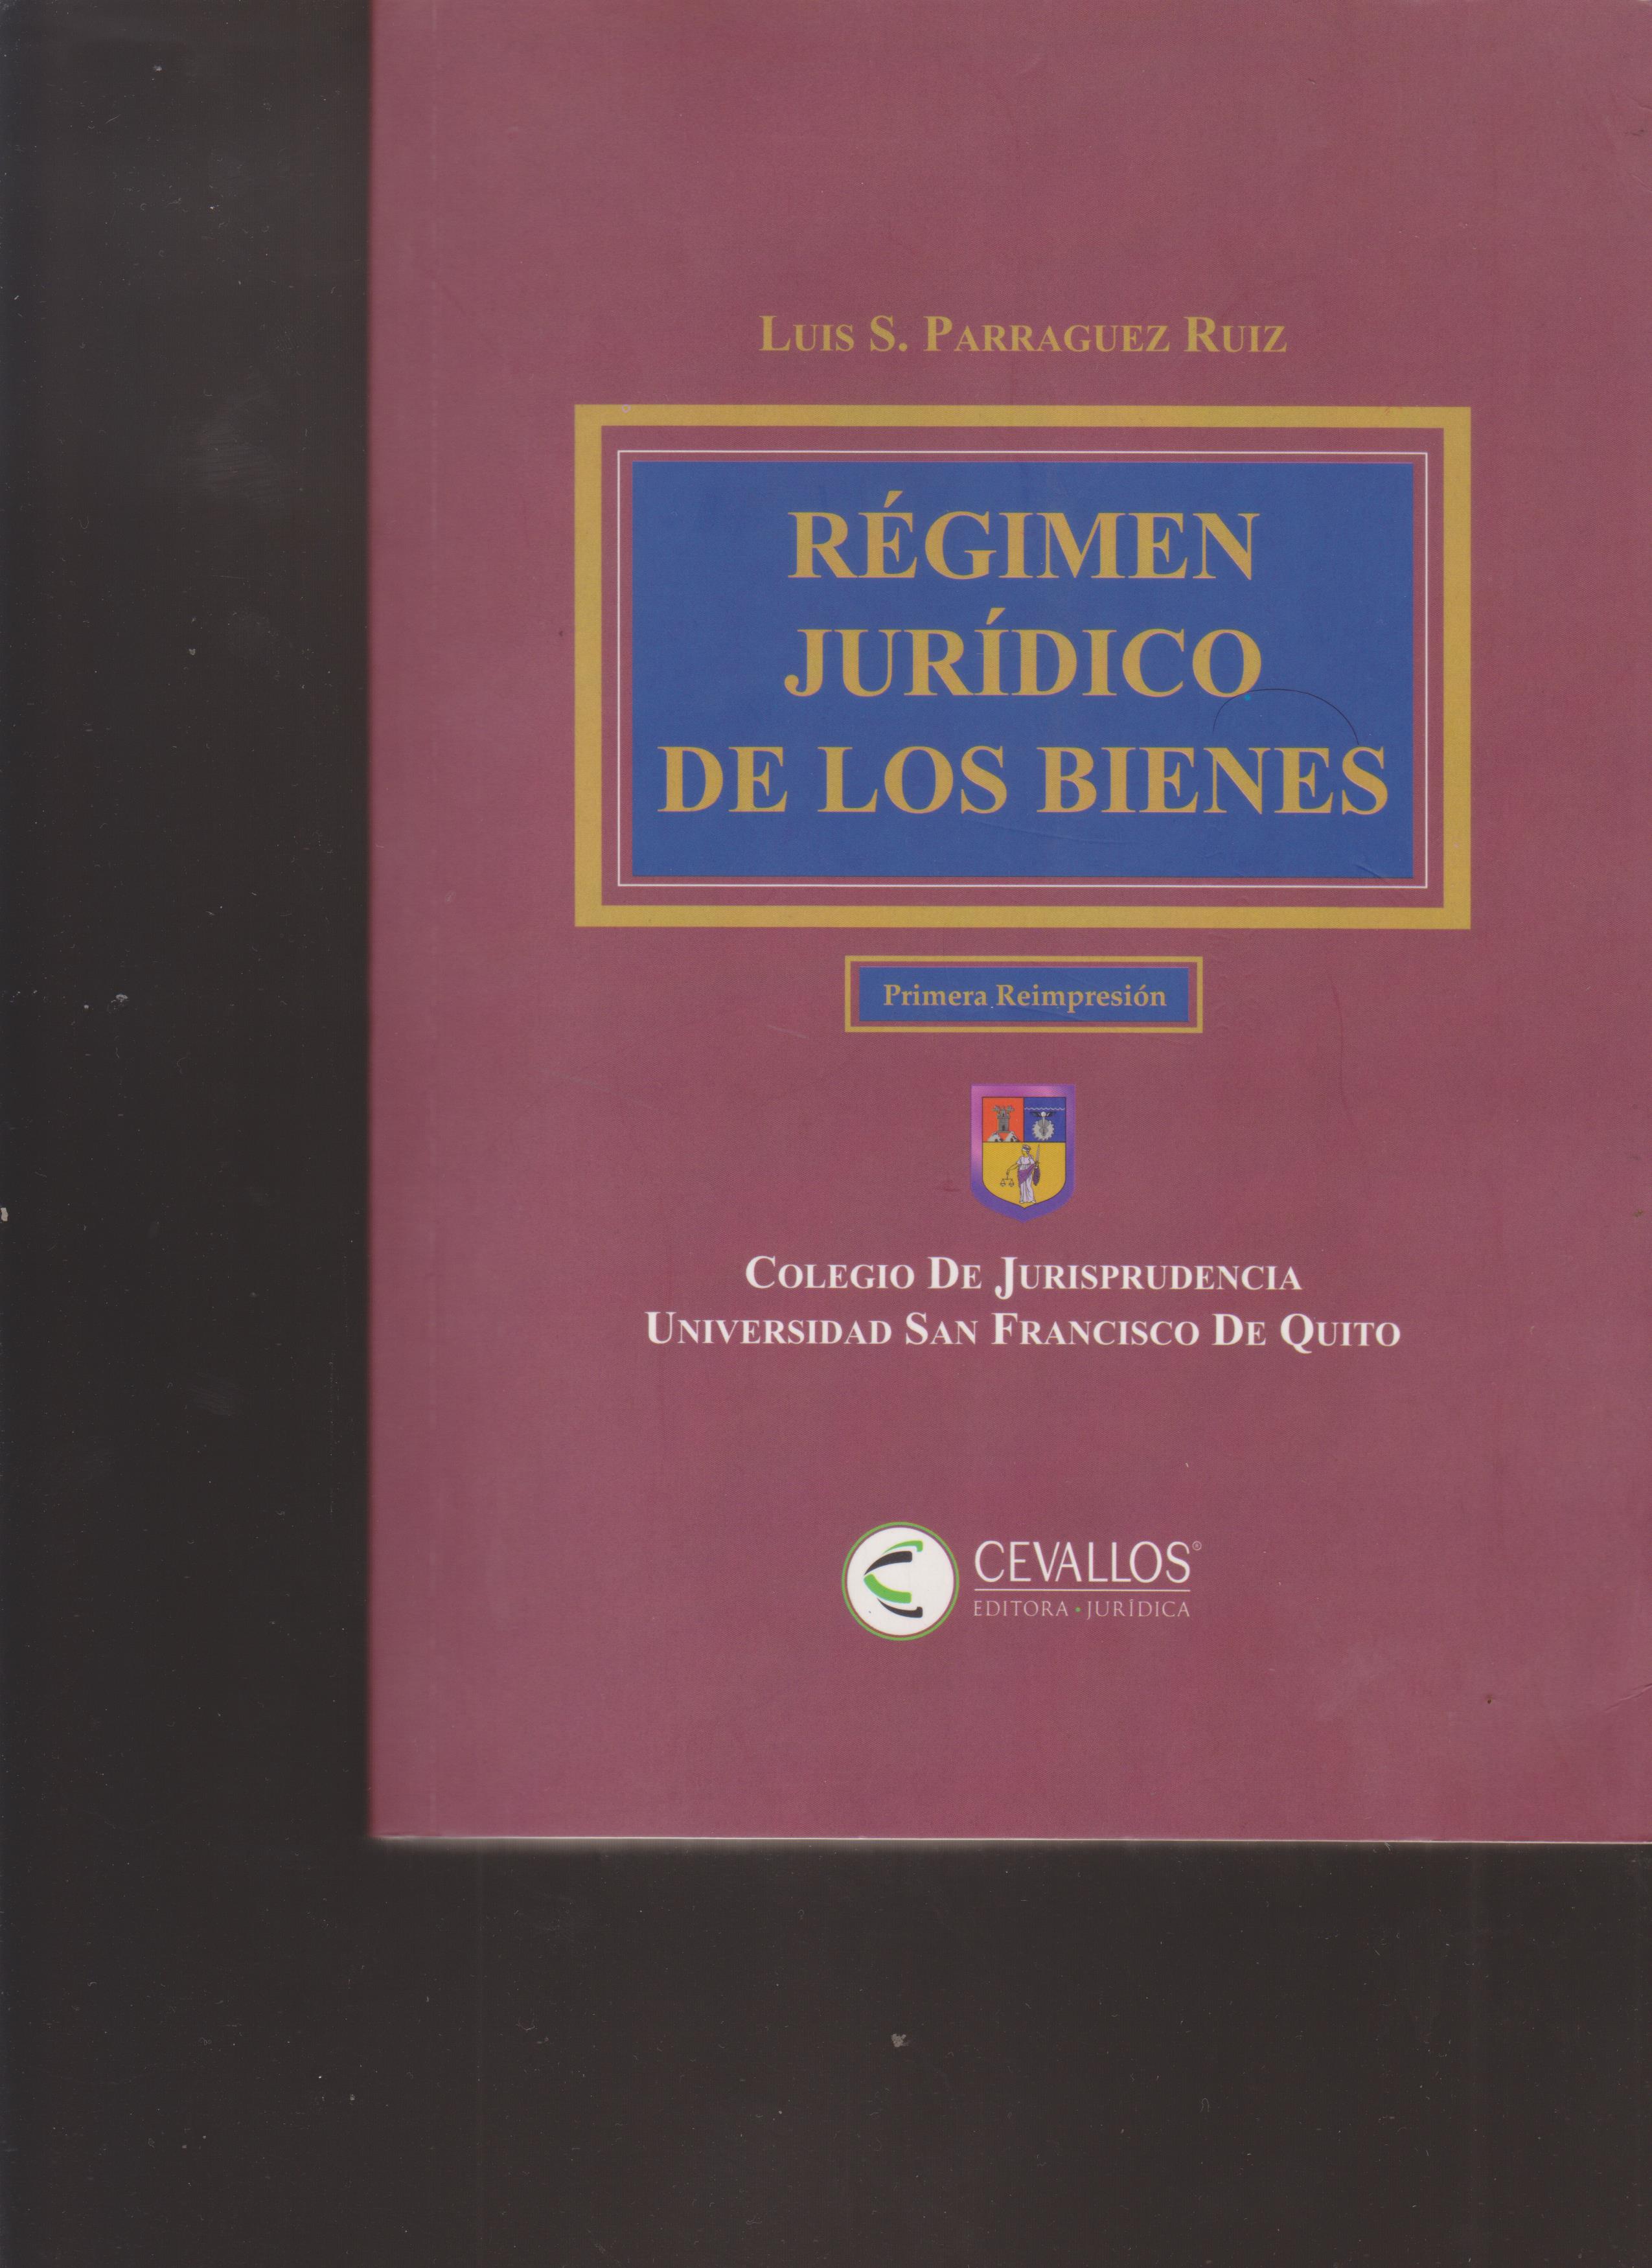 LUIS S. PARRAGUEZ RUIZ
RÉGIMEN
JURÍDICO
DE LOS BIENES
Primera Reimpresión
COLEGIO DE JURISPRUDENCIA
UNIVERSIDAD SAN FRANCISCO DE QUITO
CEVALLOS®
EDITORA • JURÍDICA